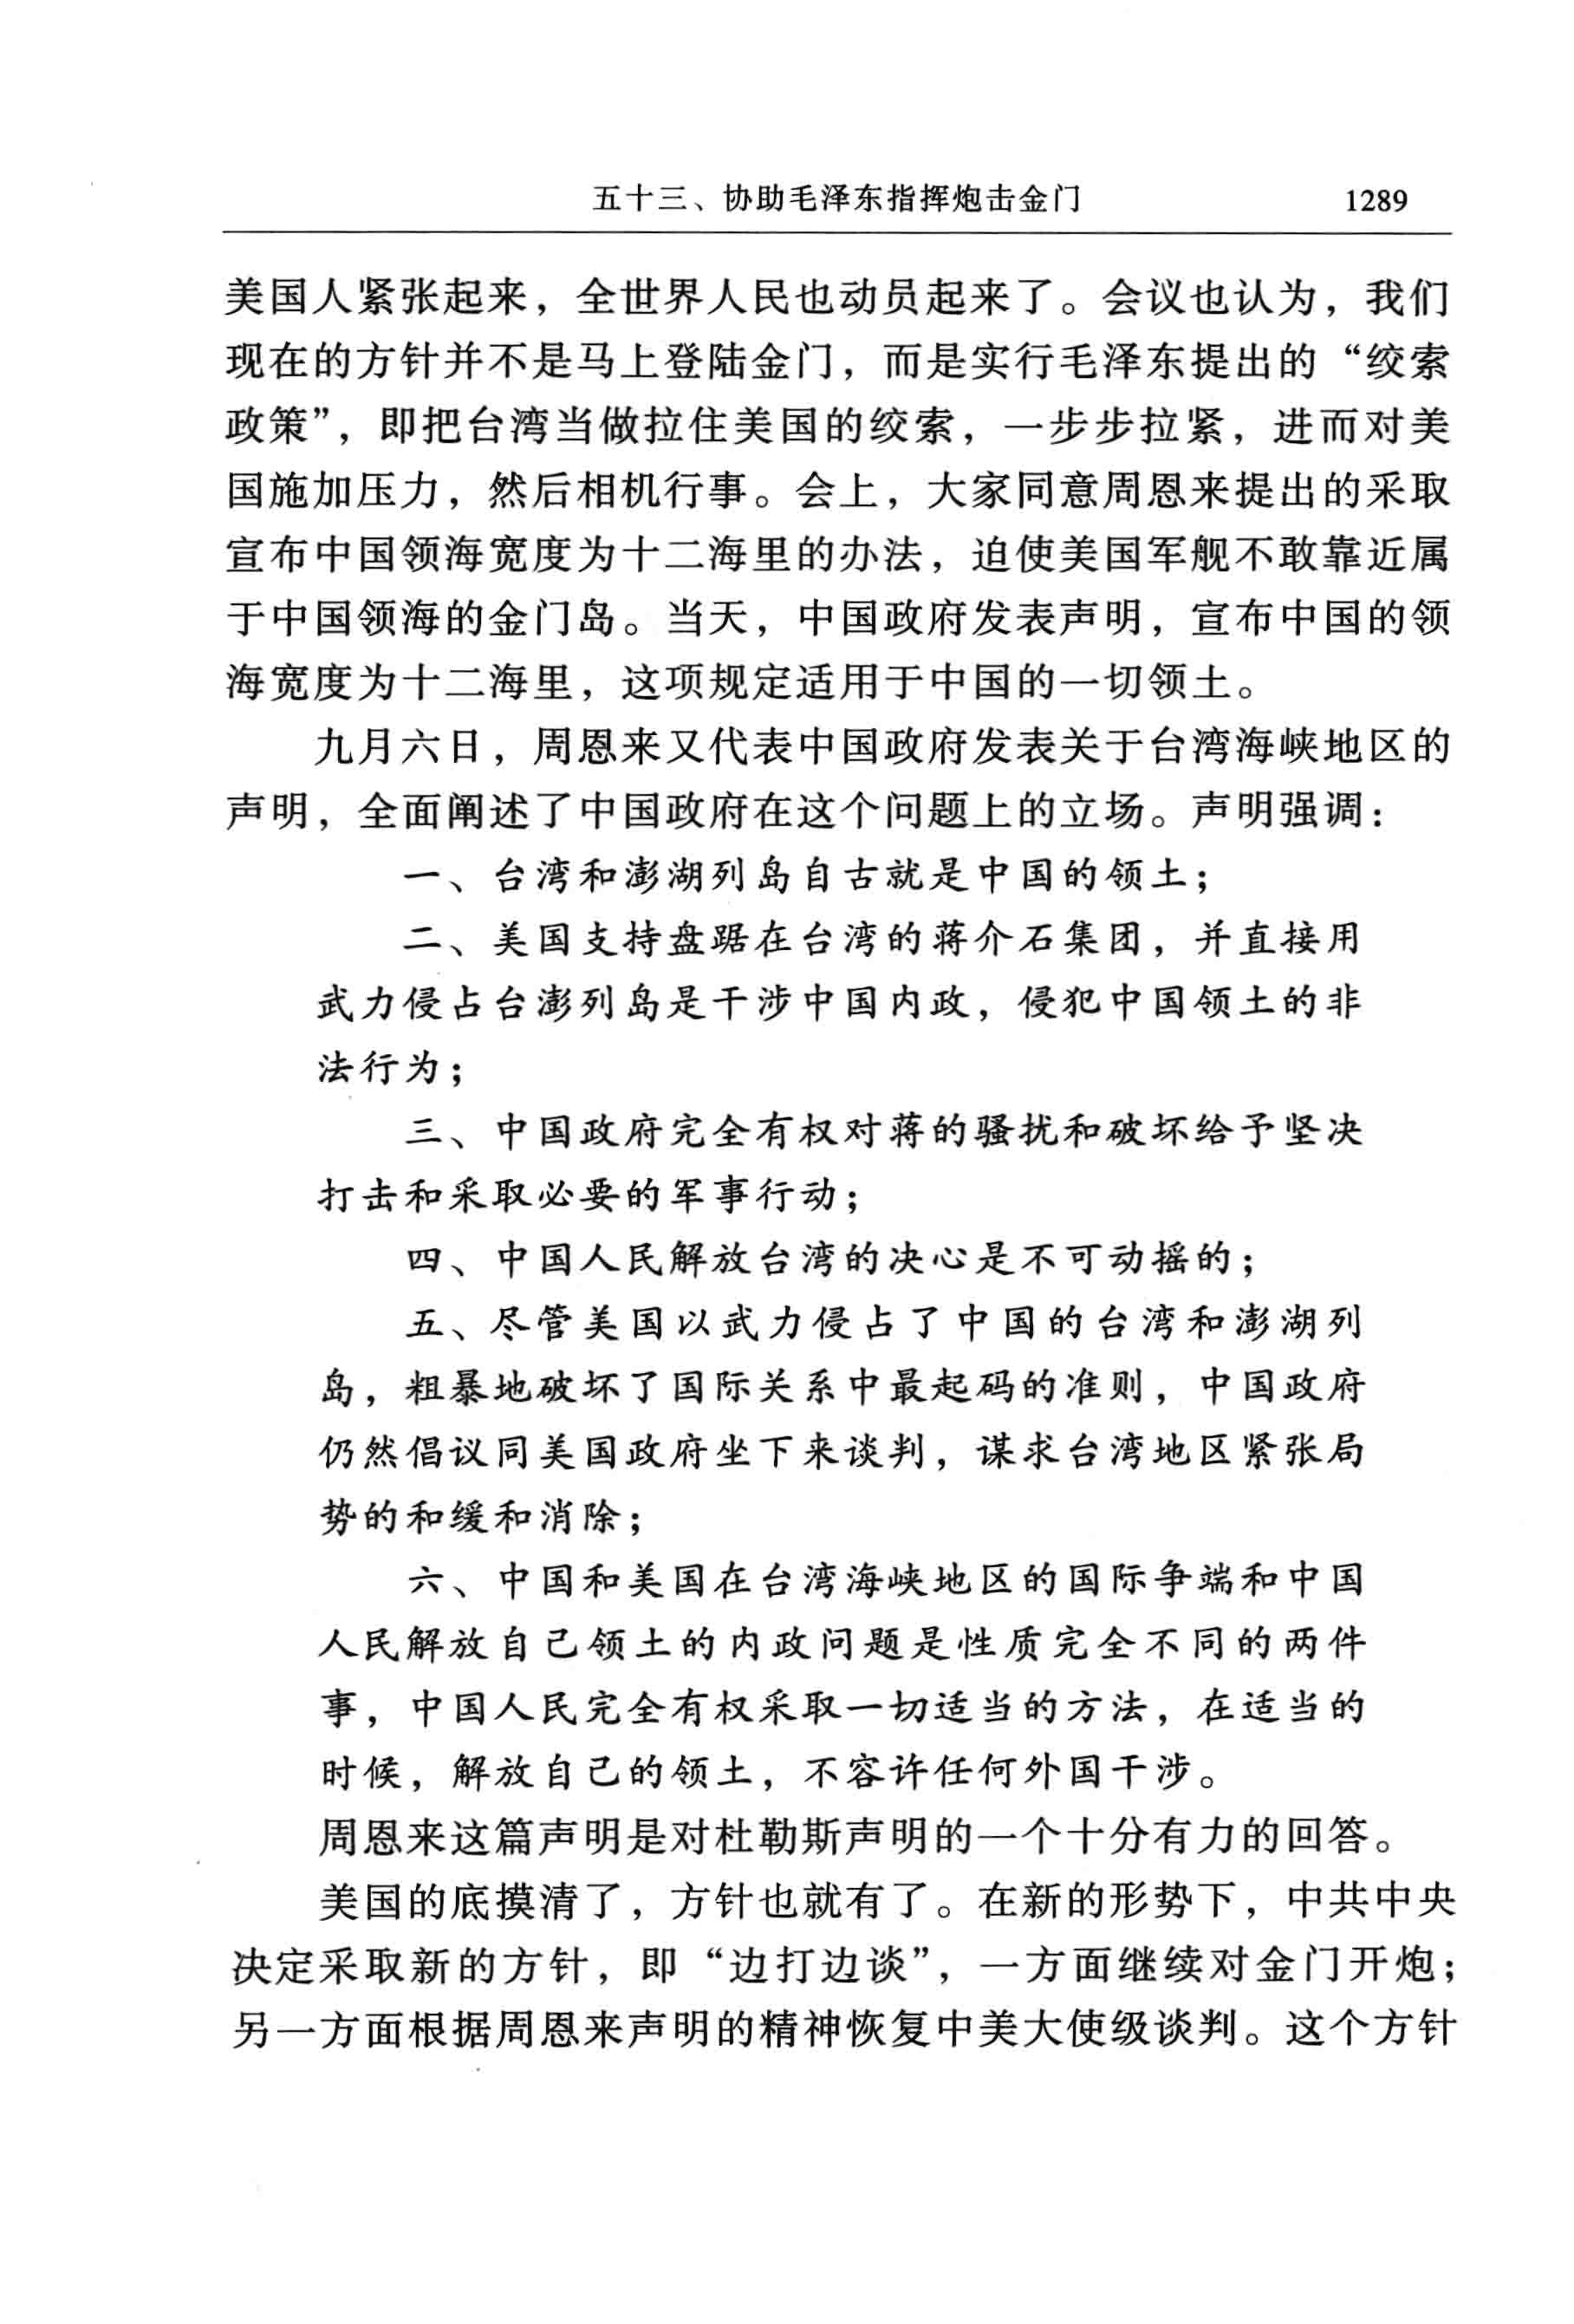 五十三、协助毛泽东指挥炮击金门 1289
美国人紧张起来，全世界人民也动员起来了。会议也认为，我们
现在的方针并不是马上登陆金门，而是实行毛泽东提出的“绞索
政策”，即把台湾当做拉住美国的绞索，一步步拉紧，进而对美
国施加压力，然后相机行事。会上，大家同意周恩来提出的采取
宣布中国领海宽度为十二海里的办法，迫使美国军舰不敢靠近属
于中国领海的金门岛。当天，中国政府发表声明，宣布中国的领
海宽度为十二海里，这项规定适用于中国的一切领土。
九月六日，周恩来又代表中国政府发表关于台湾海峡地区的
声明，全面阐述了中国政府在这个问题上的立场。声明强调：
一、台湾和澎湖列岛自古就是中国的领土；
二、美国支持盘踞在台湾的蒋介石集团，并直接用
武力侵占台澎列岛是干涉中国内政，侵犯中国领土的非
法行为；
三、中国政府完全有权对蒋的骚扰和破坏给予坚决
打击和采取必要的军事行动；
四、中国人民解放台湾的决心是不可动摇的；
五、尽管美国以武力侵占了中国的台湾和澎湖列
岛，粗暴地破坏了国际关系中最起码的准则，中国政府
仍然倡议同美国政府坐下来谈判，谋求台湾地区紧张局
势的和缓和消除；
六、中国和美国在台湾海峡地区的国际争端和中国
人民解放自己领土的内政问题是性质完全不同的两件
事，中国人民完全有权采取一切适当的方法，在适当的
时候，解放自己的领土，不容许任何外国干涉。
周恩来这篇声明是对杜勒斯声明的一个十分有力的回答。
美国的底摸清了，方针也就有了。在新的形势下，中共中央
决定采取新的方针，即“边打边谈”，一方面继续对金门开炮；
另一方面根据周恩来声明的精神恢复中美大使级谈判。这个方针